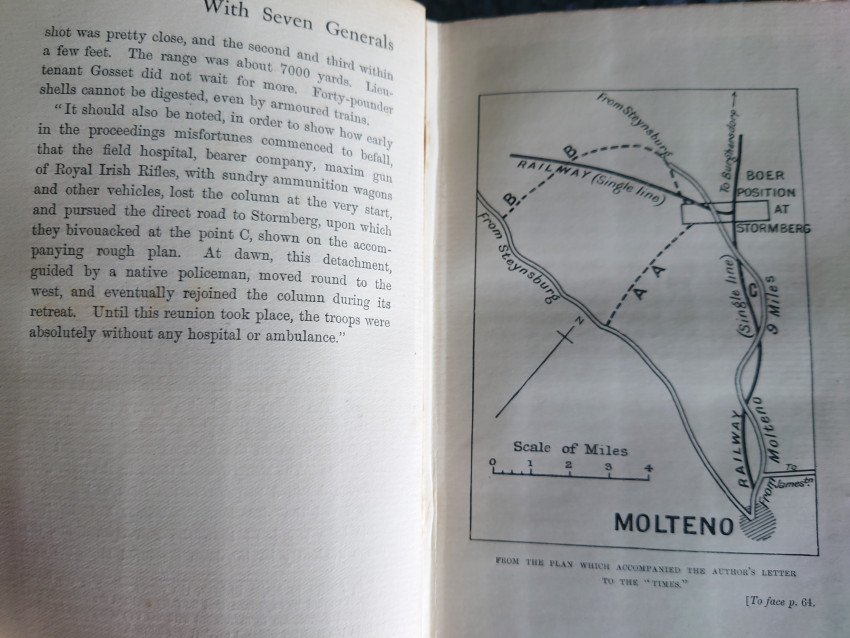 With Seven Generals
shot was pretty close, and the second and third within
a few feet. The range was about 7000 yards. Lieu-
tenant Gosset did not wait for more. Forty-pounder
shells cannot be digested, even by armoured trains.
"It should also be noted, in order to show how early
in the proceedings misfortunes commenced to befall,
that the field hospital, bearer company, maxim gun
of Royal Irish Rifles, with sundry ammunition wagons
and other vehicles, lost the column at the very start,
and pursued the direct road to Stormberg, upon which
they bivouacked at the point C, shown on the accom-
panying rough plan. At dawn, this detachment,
guided by a native policeman, moved round to the
west, and eventually rejoined the column during its
retreat. Until this reunion took place, the troops were
absolutely without any hospital or ambulance."
From Steynsburg
To Burghersdorp
B
RAILWAY (Single line)
BOER
POSITION
AT
STORMBERG
B
From Steynsburg
A A
(Single line)
C
9 Miles
N
Scale of Miles
0 1 2 3 4
RAILWAY
from Molteno
To
Jamestn.
MOLTENO
FROM THE PLAN WHICH ACCOMPANIED THE AUTHOR'S LETTER
TO THE "TIMES."
[To face p. 64.